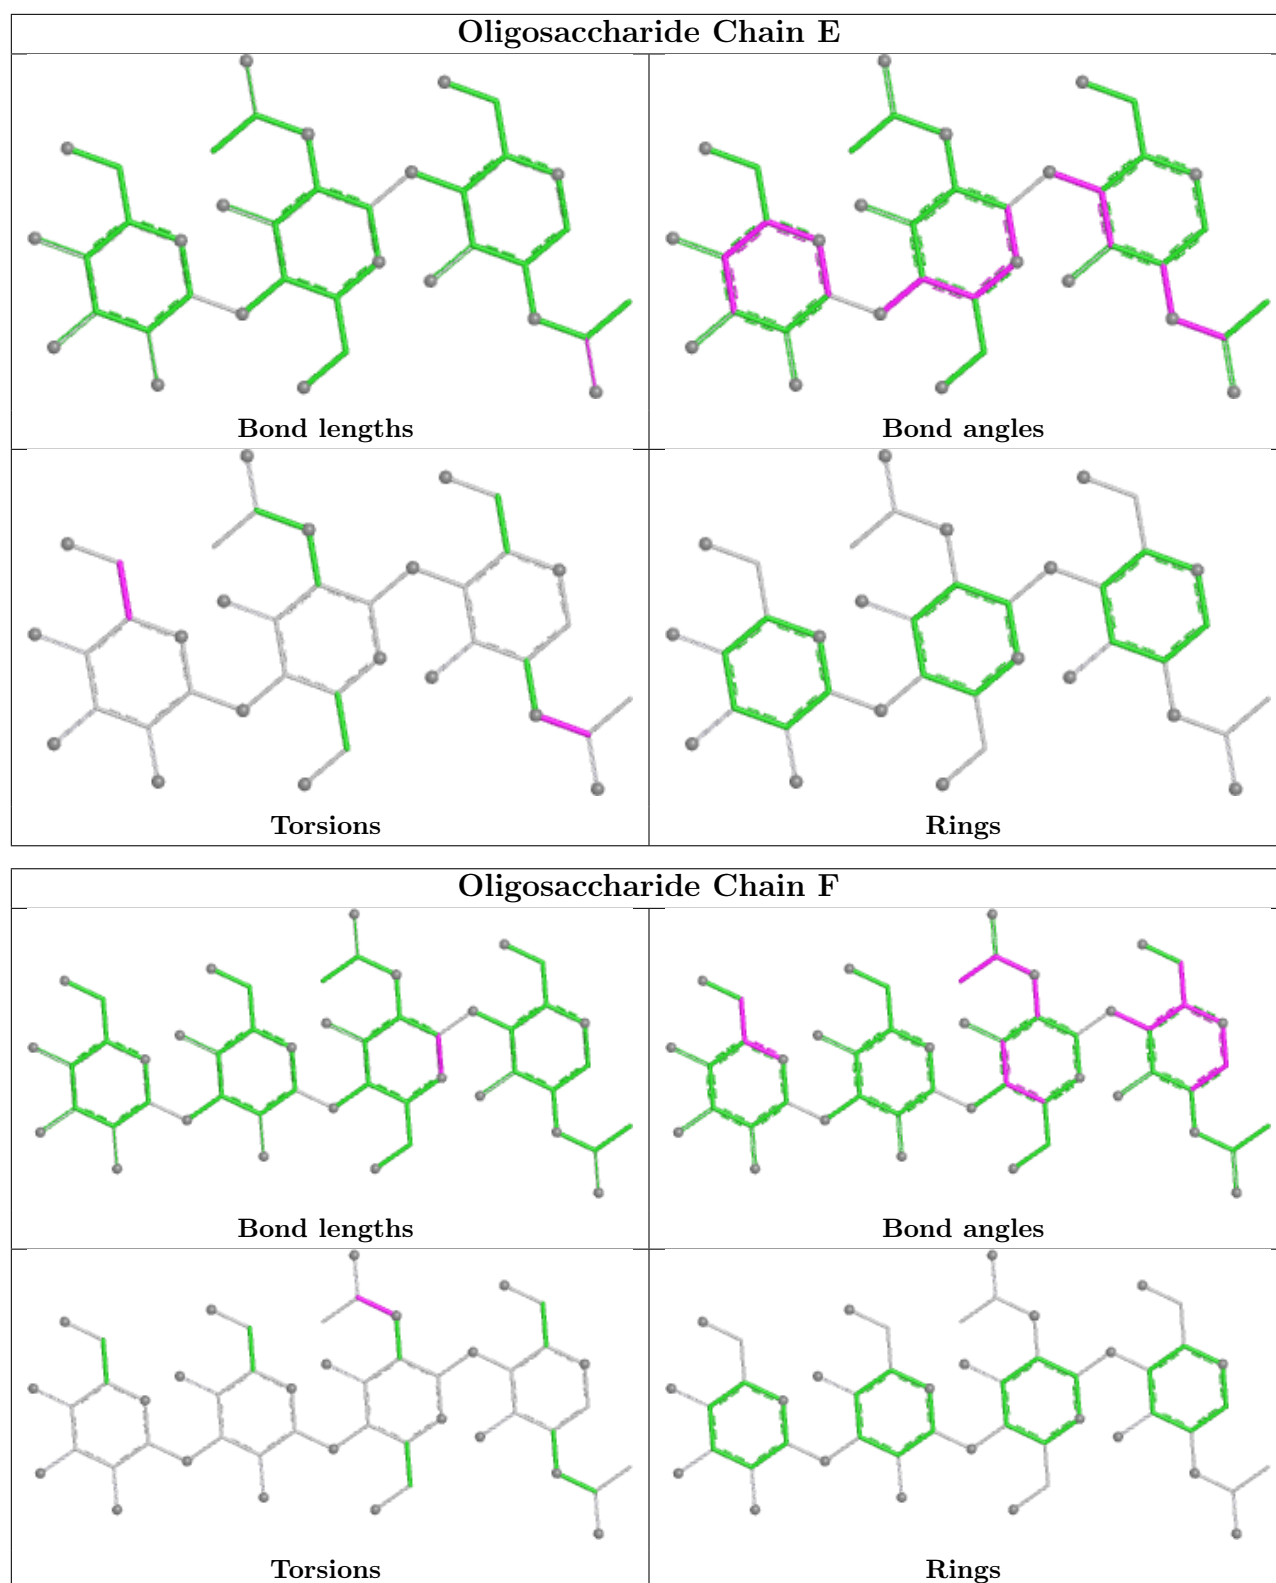 Oligosaccharide Chain E
Bond lengths
Bond angles
Torsions
Rings
Oligosaccharide Chain F
Bond lengths
Bond angles
Torsions
Rings